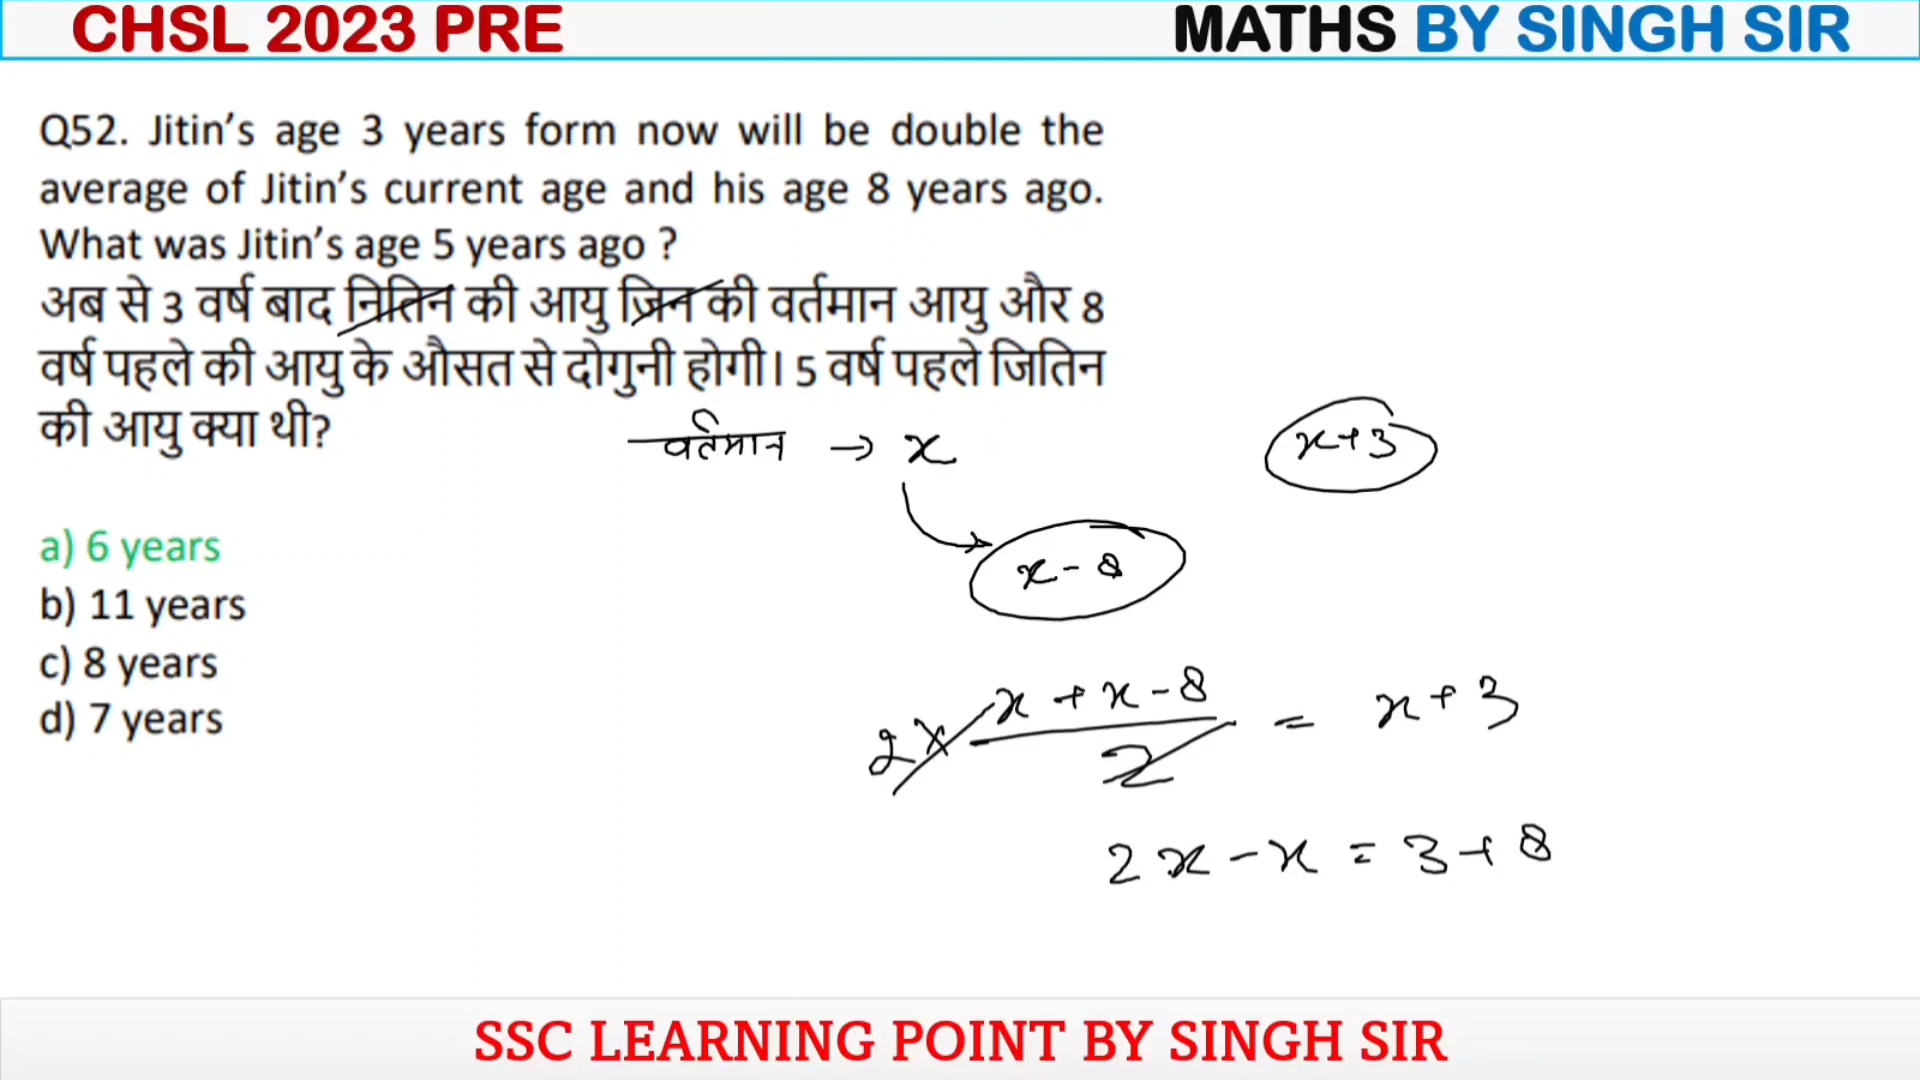 CHSL 2023 PRE
MATHS BY SINGH SIR
Q52. Jitin’s age 3 years form now will be double the
average of Jitin’s current age and his age 8 years ago.
What was Jitin’s age 5 years ago ?
अब से 3 वर्ष बाद नितिन की आयु जिन की वर्तमान आयु और 8
वर्ष पहले की आयु के औसत से दोगुनी होगी। 5 वर्ष पहले जितिन
की आयु क्या थी?
वर्तमान → x
x+3
x-8
a) 6 years
b) 11 years
c) 8 years
d) 7 years
2× x + x - 8 / 2 = x + 3
2x - x = 3 + 8
SSC LEARNING POINT BY SINGH SIR